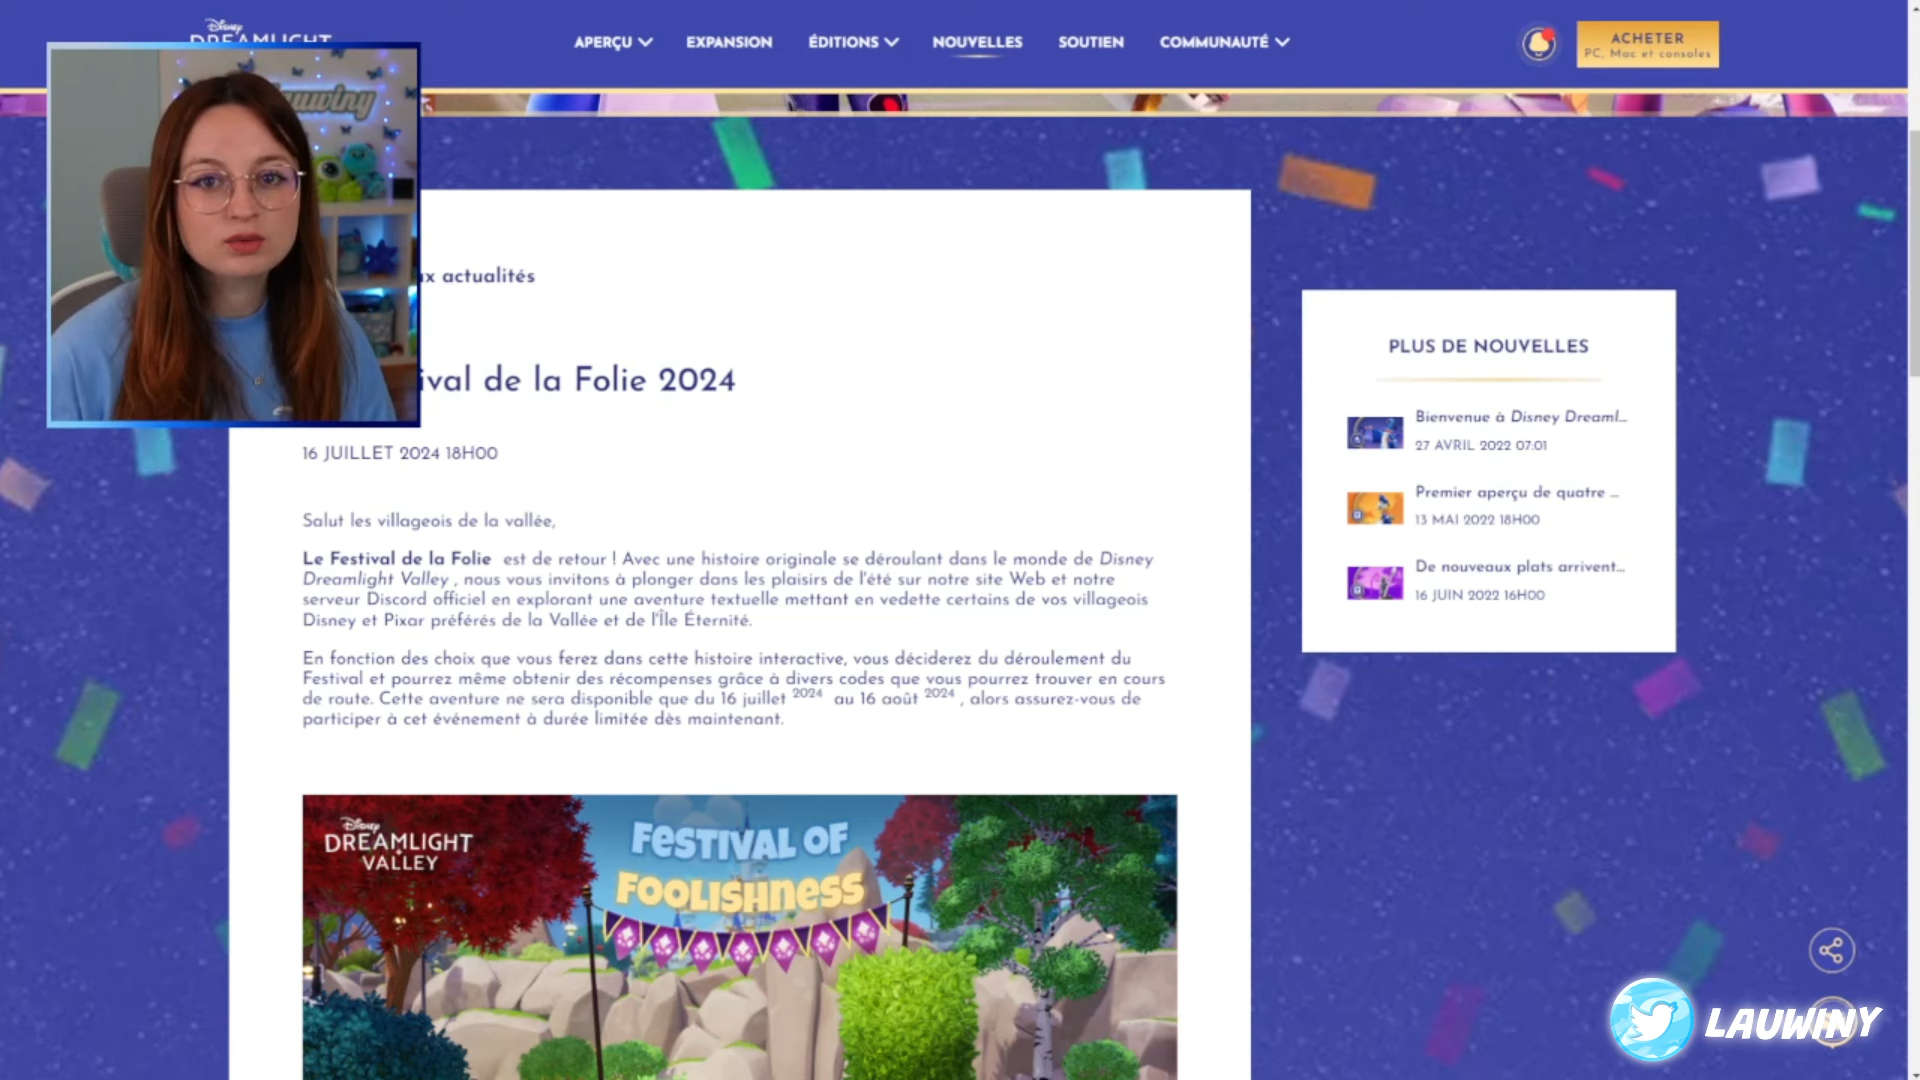 Disney
DREAMLIGHT
APERÇU
EXPANSION
ÉDITIONS
NOUVELLES
SOUTIEN
COMMUNAUTÉ
ACHETER
PC, Mac et consoles
Lauwiny
actualités
de la Folie 2024
16 JUILLET 2024 18H00
Salut les villageois de la vallée,
Le Festival de la Folie est de retour ! Avec une histoire originale se déroulant dans le monde de Disney
Dreamlight Valley , nous vous invitons à plonger dans les plaisirs de l'été sur notre site Web et notre
serveur Discord officiel en explorant une aventure textuelle mettant en vedette certains de vos villageois
Disney et Pixar préférés de la Vallée et de l'Île Éternité.
En fonction des choix que vous ferez dans cette histoire interactive, vous déciderez du déroulement du
Festival et pourrez même obtenir des récompenses grâce à divers codes que vous pourrez trouver en cours
de route. Cette aventure ne sera disponible que du 16 juillet 2024 au 16 août 2024 , alors assurez-vous de
participer à cet événement à durée limitée dès maintenant.
Disney
DREAMLIGHT
VALLEY
FESTIVAL OF
FOOLISHNESS
PLUS DE NOUVELLES
Bienvenue à Disney Dreaml...
27 AVRIL 2022 07:01
Premier aperçu de quatre ...
13 MAI 2022 18H00
De nouveaux plats arrivent...
16 JUIN 2022 16H00
LAUWINY